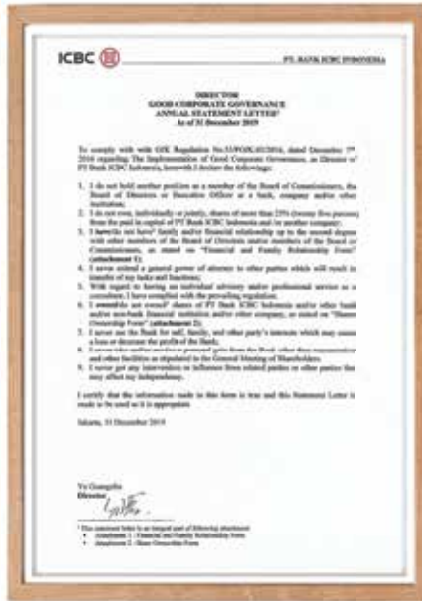 ICBC
PT. BANK ICBC INDONESIA
DIRECTOR
GOOD CORPORATE GOVERNANCE
ANNUAL STATEMENT LETTER¹
As of 31 December 2019
To comply with with OJK Regulation No.55/POJK.03/2016, dated December 7th
2016 regarding The Implementation of Good Corporate Governance, as Director of
PT Bank ICBC Indonesia, herewith I declare the followings:
1. I do not hold another position as a member of the Board of Commissioners, the
Board of Directors or Executive Officer at a bank, company and/or other
institution;
2. I do not own, individually or jointly, shares of more than 25% (twenty five percent)
from the paid in capital of PT Bank ICBC Indonesia and/or another company;
3. I have/do not have² family and/or financial relationship up to the second degree
with other members of the Board of Directors and/or members of the Board of
Commissioners, as stated on "Financial and Family Relationship Form"
(attachment 1);
4. I never extend a general power of attorney to other parties which will result in
transfer of my tasks and functions;
5. With regard to having an individual advisory and/or professional service as a
consultant, I have complied with the prevailing regulation;
6. I owned/do not owned² shares of PT Bank ICBC Indonesia and/or other bank
and/or non-bank financial institution and/or other company, as stated on "Shares
Ownership Form" (attachment 2);
7. I never use the Bank for self, family, and other party's interests which may cause
a loss or decrease the profit of the Bank;
8.
and other facilities as stipulated in the General Meeting of Shareholders.
9. I never got any intervention or influence from related parties or other parties that
may affect my independency.
I certify that the information made in this form is true and this Statement Letter is
made to be used as it is appropriate.
Jakarta, 31 December 2019
Director
¹ This statement letter is an integral part of following attachment
• Attachment 1 : Financial and Family Relationship Form
• Attachment 2 : Share Ownership Form